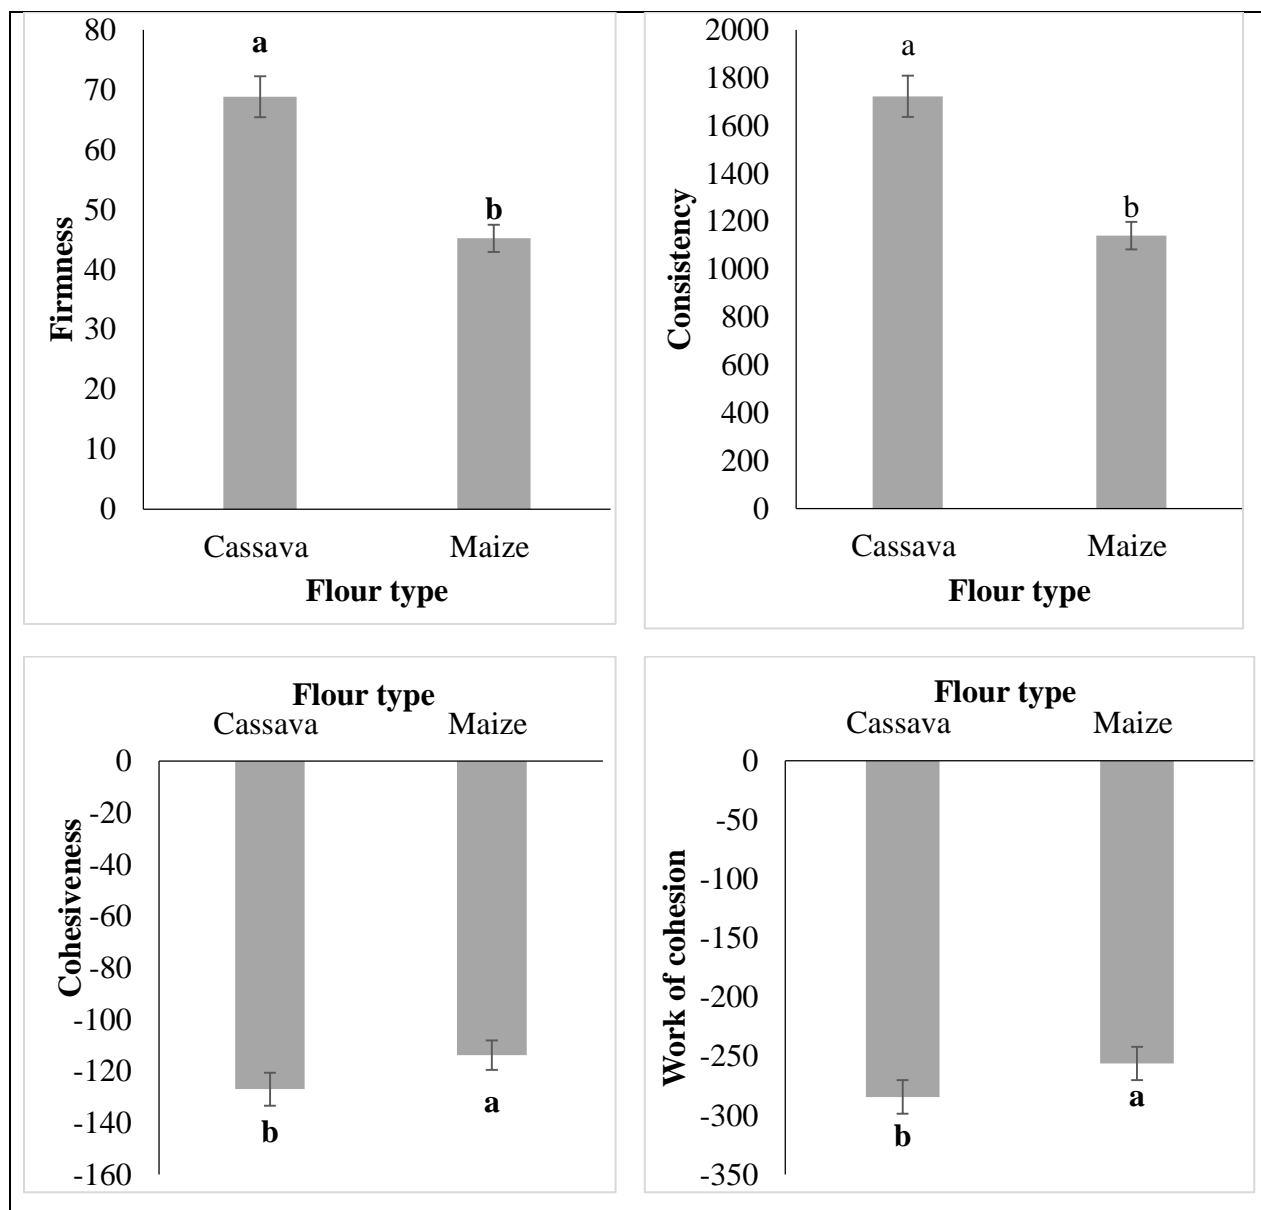 80
70
60
50
40
30
20
10
0
Firmness
a
b
Cassava Maize
Flour type
2000
1800
1600
1400
1200
1000
800
600
400
200
0
Consistency
a
b
Cassava Maize
Flour type
Flour type
Cassava Maize
0
-20
-40
-60
-80
-100
-120
-140
-160
Cohesiveness
b
a
Flour type
Cassava Maize
0
-50
-100
-150
-200
-250
-300
-350
Work of cohesion
b
a